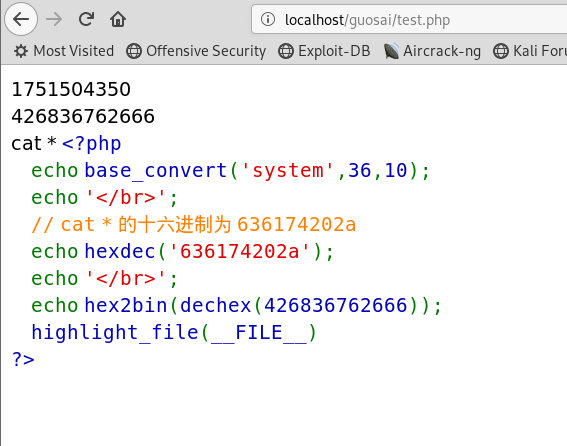 localhost/guosai/test.php
Most Visited Offensive Security Exploit-DB Aircrack-ng Kali Foru
1751504350
426836762666
cat * <?php
echo base_convert('system',36,10);
echo '</br>';
// cat * 的十六进制为 636174202a
echo hexdec('636174202a');
echo '</br>';
echo hex2bin(dechex(426836762666));
highlight_file(__FILE__)
?>